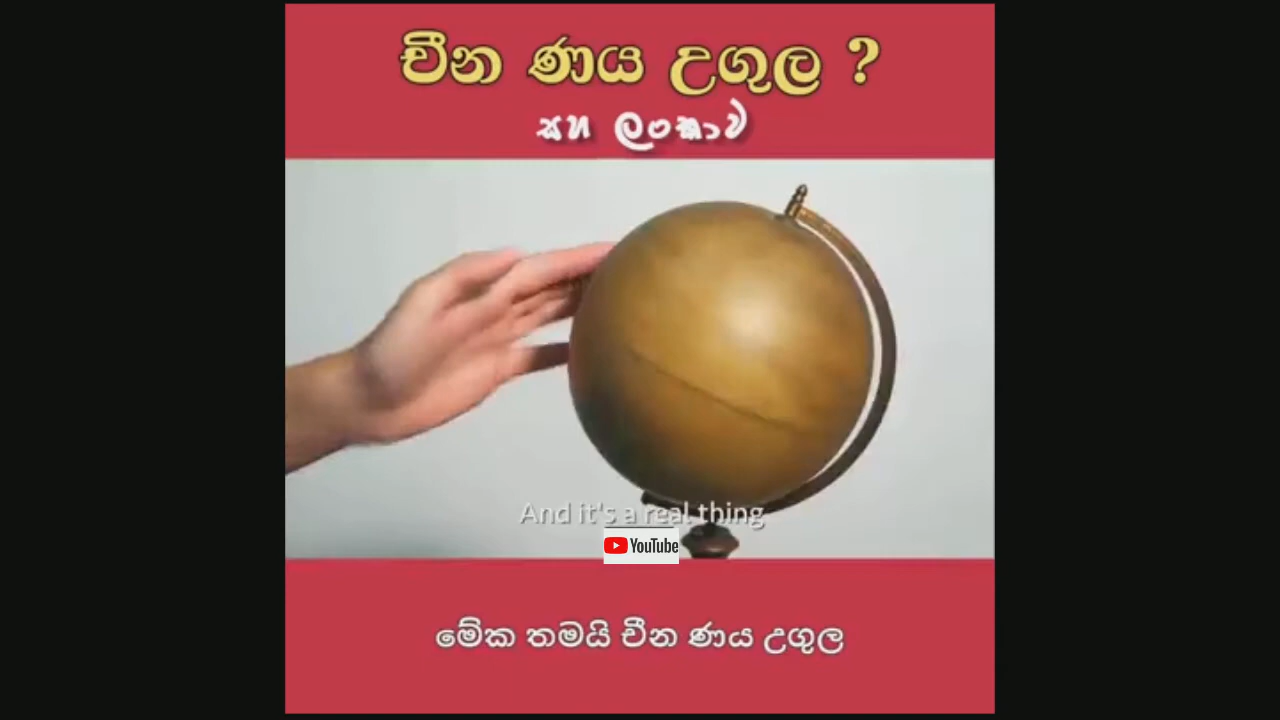 චීන ණය උගුල ?
සහ ලංකාව
And it's a real thing
YouTube
මේක තමයි චීන ණය උගුල